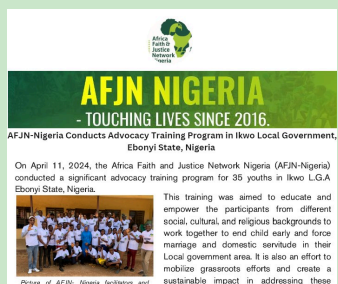 Africa
Faith &
Justice
Network
Nigeria
AFJN NIGERIA
- TOUCHING LIVES SINCE 2016.
AFJN-Nigeria Conducts Advocacy Training Program in Ikwo Local Government,
Ebonyi State, Nigeria
On April 11, 2024, the Africa Faith and Justice Network Nigeria (AFJN-Nigeria)
conducted a significant advocacy training program for 35 youths in Ikwo L.G.A
Ebonyi State, Nigeria.
This training was aimed to educate and
empower the participants from different
social, cultural, and religious backgrounds to
work together to end child early and force
marriage and domestic servitude in their
Local government area. It is also an effort to
mobilize grassroots efforts and create a
sustainable impact in addressing these
Picture of AFJN- Nigeria facilitators and